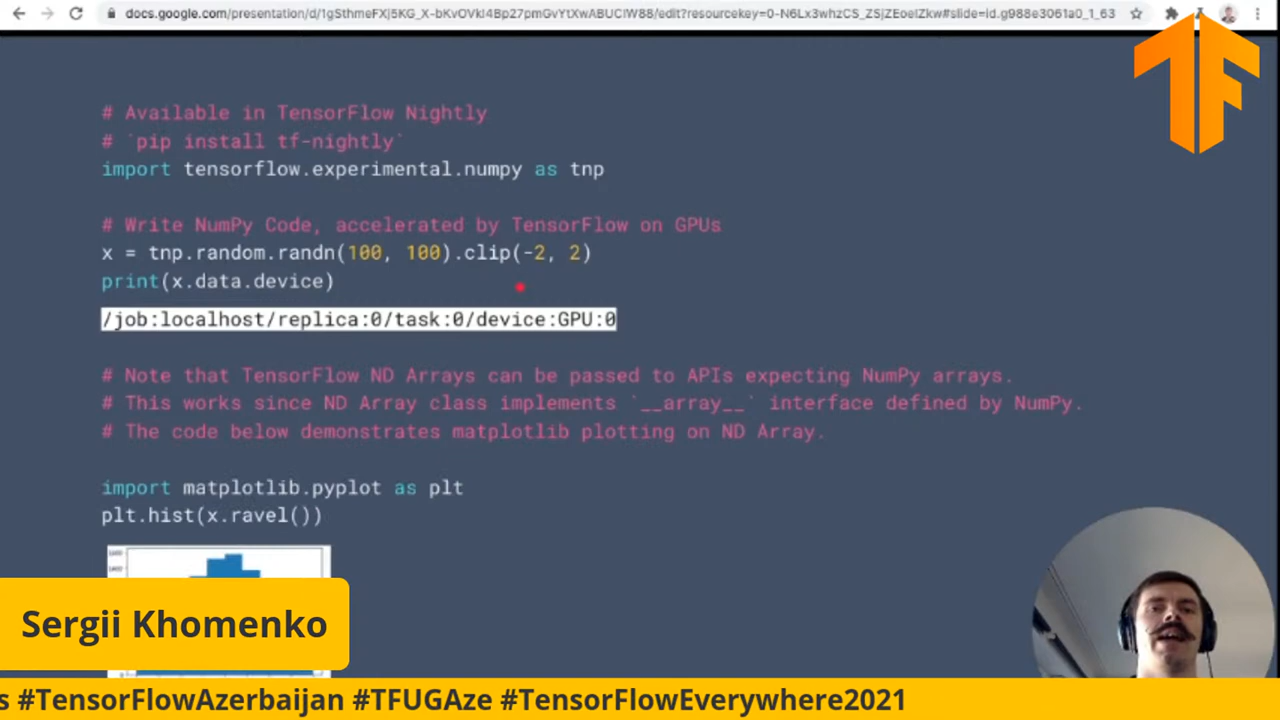 docs.google.com/presentation/d/1gSthmeFXj5KG_X-bKvOVkI4Bp27pmGvYtXwABUCIW88/edit?resourcekey=0-N6Lx3whzCS_ZSjZEoelZkw#slide=id.g988e3061a0_1_63
# Available in TensorFlow Nightly
# `pip install tf-nightly`
import tensorflow.experimental.numpy as tnp
# Write NumPy Code, accelerated by TensorFlow on GPUs
x = tnp.random.randn(100, 100).clip(-2, 2)
print(x.data.device)
/job:localhost/replica:0/task:0/device:GPU:0
# Note that TensorFlow ND Arrays can be passed to APIs expecting NumPy arrays.
# This works since ND Array class implements `__array__` interface defined by NumPy.
# The code below demonstrates matplotlib plotting on ND Array.
import matplotlib.pyplot as plt
plt.hist(x.ravel())
Sergii Khomenko
s #TensorFlowAzerbaijan #TFUGAze #TensorFlowEverywhere2021